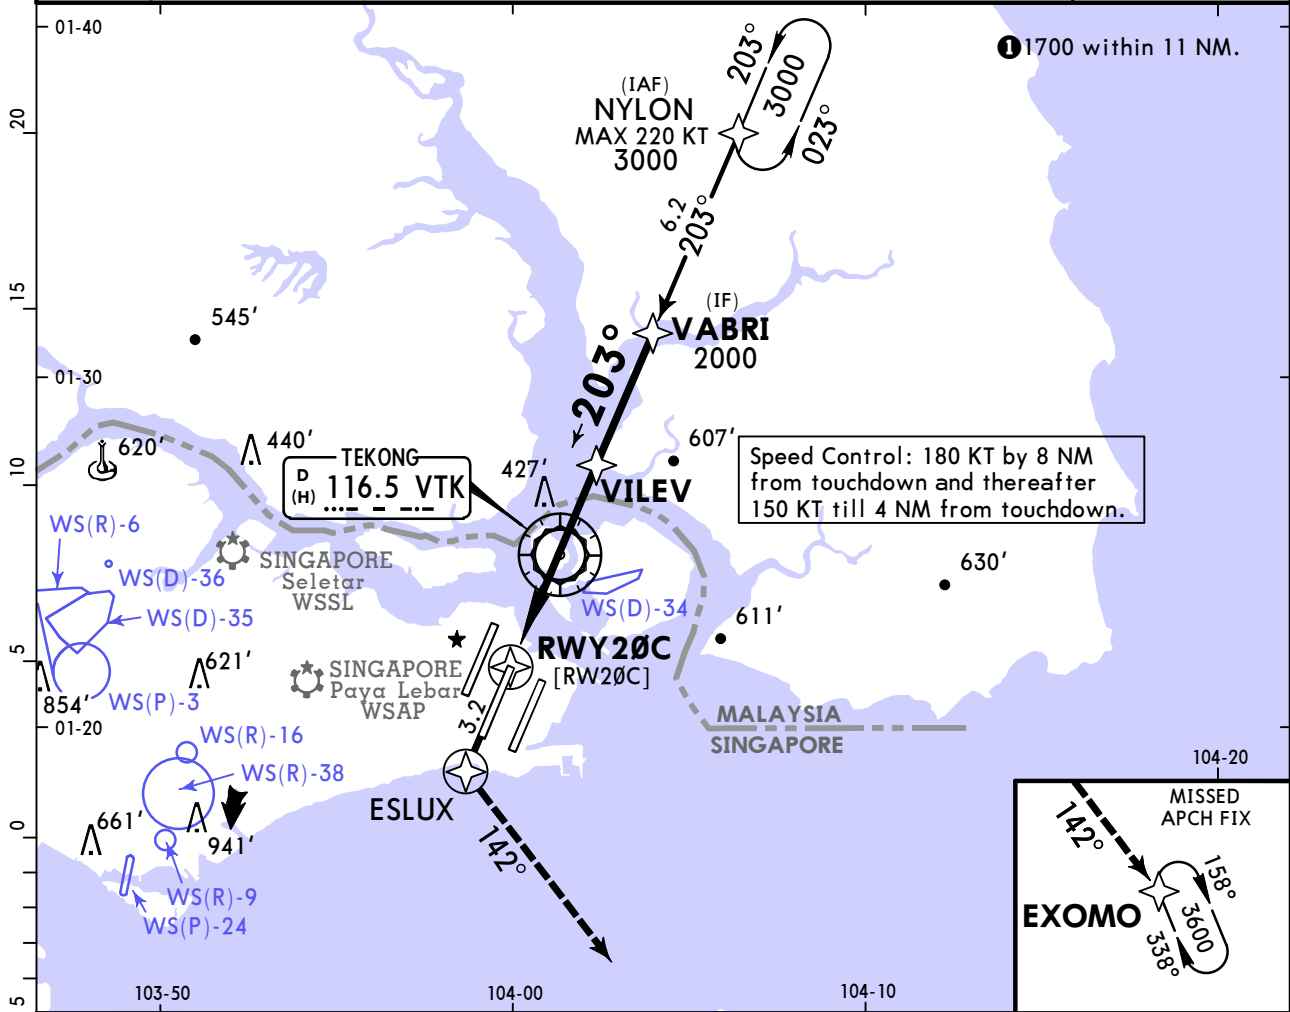 01-40
❶1700 within 11 NM.
203°
3000
023°
(IAF)
NYLON
MAX 220 KT
3000
20
6.2
203°
15
545′
(IF)
VABRI
2000
203°
01-30
620′
440′
TEKONG
D
(H) 116.5 VTK
427′
607′
VILEV
10
Speed Control: 180 KT by 8 NM
from touchdown and thereafter
150 KT till 4 NM from touchdown.
WS(R)-6
SINGAPORE
Seletar
WSSL
WS(D)-36
WS(D)-35
WS(D)-34
630′
611′
RWY2ØC
[RW2ØC]
5
621′
SINGAPORE
Paya Lebar
WSAP
854′
WS(P)-3
3.2
01-20
MALAYSIA
SINGAPORE
WS(R)-16
WS(R)-38
104-20
ESLUX
661′
941′
0
142°
WS(R)-9
WS(P)-24
MISSED
APCH FIX
142°
158°
EXOMO
3600
338°
5
103-50
104-00
104-10